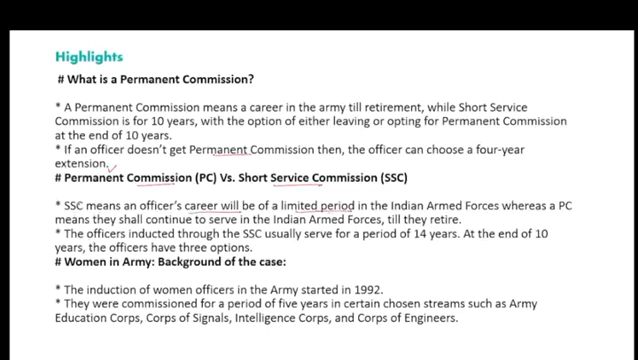 Highlights
# What is a Permanent Commission?
* A Permanent Commission means a career in the army till retirement, while Short Service
Commission is for 10 years, with the option of either leaving or opting for Permanent Commission
at the end of 10 years.
* If an officer doesn't get Permanent Commission then, the officer can choose a four-year
extension.
# Permanent Commission (PC) Vs. Short Service Commission (SSC)
* SSC means an officer's career will be of a limited period in the Indian Armed Forces whereas a PC
means they shall continue to serve in the Indian Armed Forces, till they retire.
* The officers inducted through the SSC usually serve for a period of 14 years. At the end of 10
years, the officers have three options.
# Women in Army: Background of the case:
* The induction of women officers in the Army started in 1992.
* They were commissioned for a period of five years in certain chosen streams such as Army
Education Corps, Corps of Signals, Intelligence Corps, and Corps of Engineers.